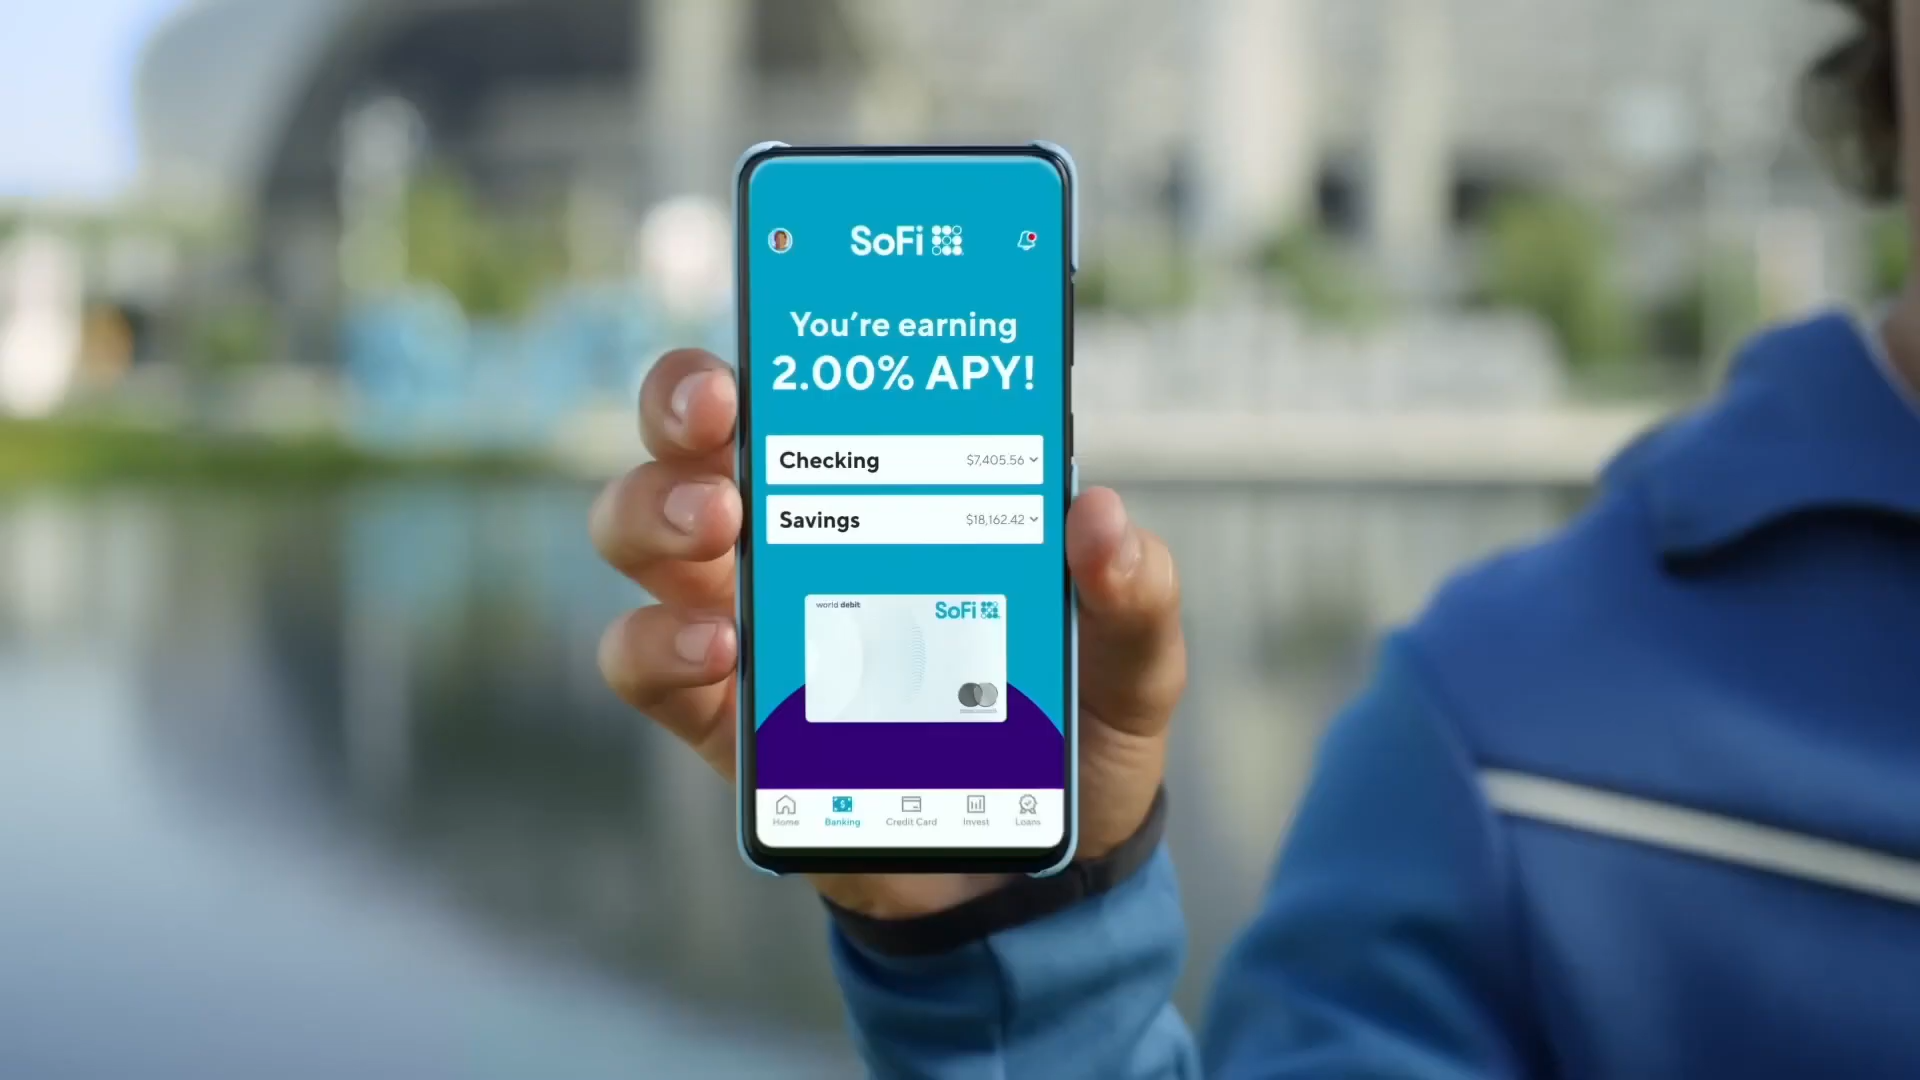 SoFi
You're earning
2.00% APY!
Checking $7,405.56
Savings $18,162.42
world debit SoFi
Home Banking Credit Card Invest Loans